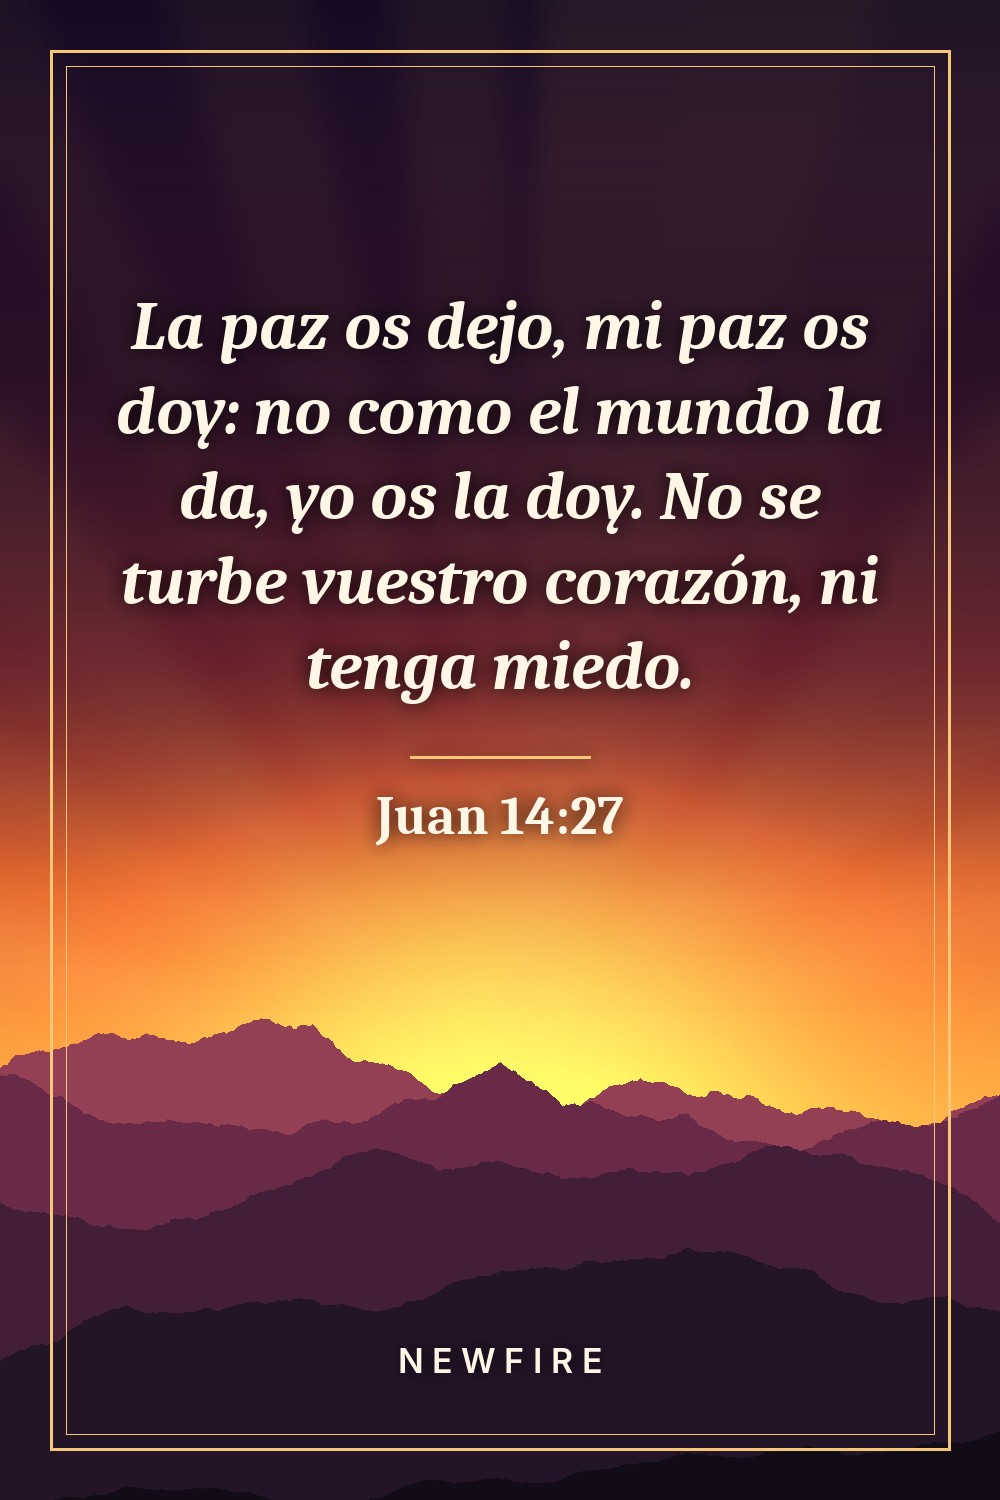 La paz os dejo, mi paz os
doy: no como el mundo la
da, yo os la doy. No se
turbe vuestro corazón, ni
tenga miedo.
Juan 14:27
NEWFIRE